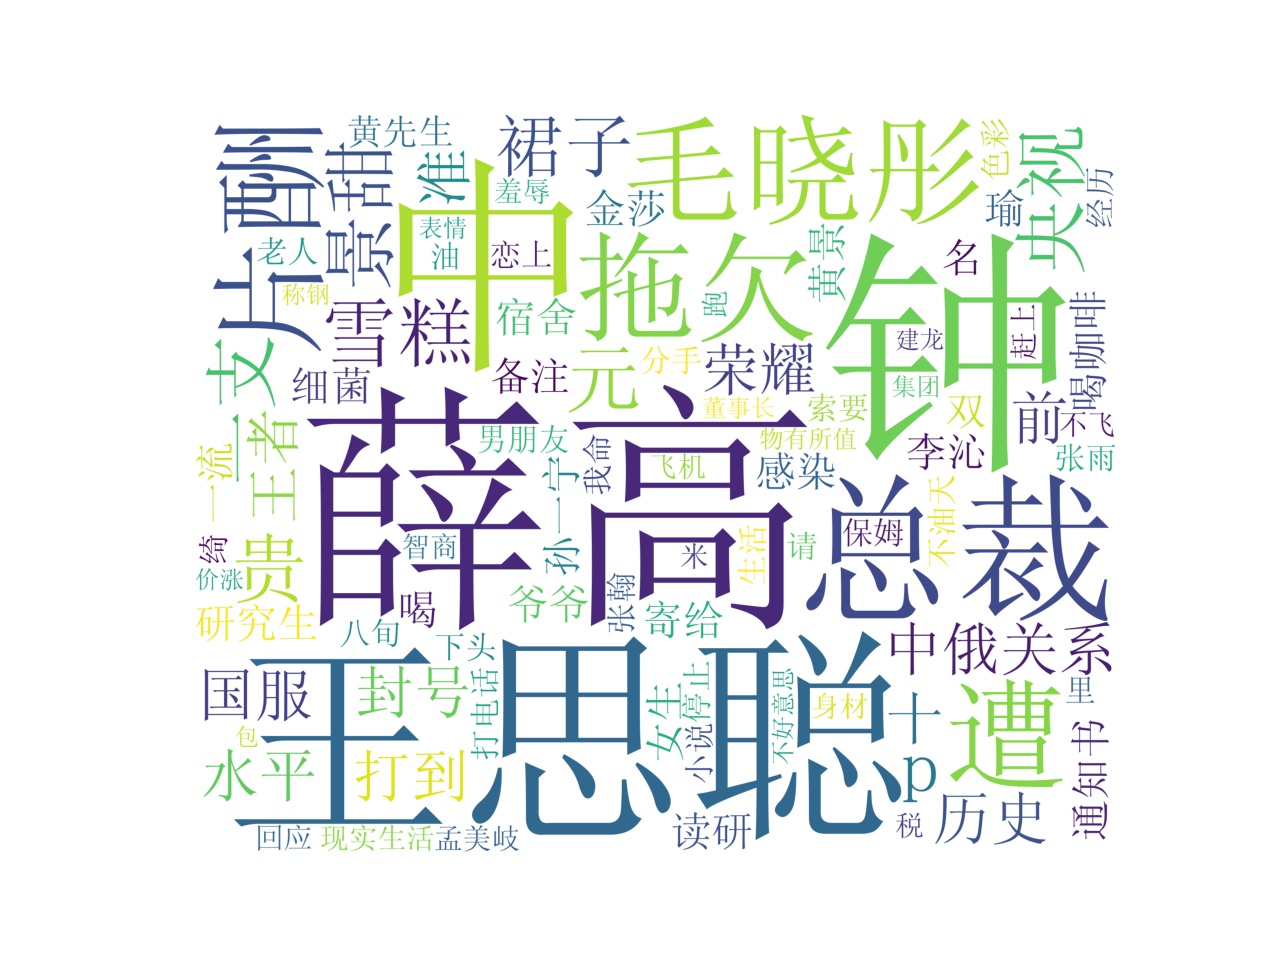 黄先生
裙子
毛晓彤
色彩
央视
片酬
景甜
准
羞辱
金莎
瑜
经历
中
表情
油
恋上
老人
称钢
拖欠
黄景
名
钟
女一
雪糕
宿舍
跑
建龙
赶上
喝咖啡
细菌
备注
元
分手
荣耀
集团
双
前
不飞
薛
高
董事长
索要
物有所值
李沁
张雨
一流
王者
男朋友
孙一宁
我命
飞机
感染
不油天
绮
价涨
贵
智商
米
生活
请
总裁
保姆
喝
爷爷
张翰
寄给
研究生
八旬
下头
中俄关系
国服
王思聪
封号
打电话
女生
小说
停止
不好意思
身材
十
遭
里
通知书
包
水平
打到
p
回应
现实生活
孟美岐
读研
税
历史